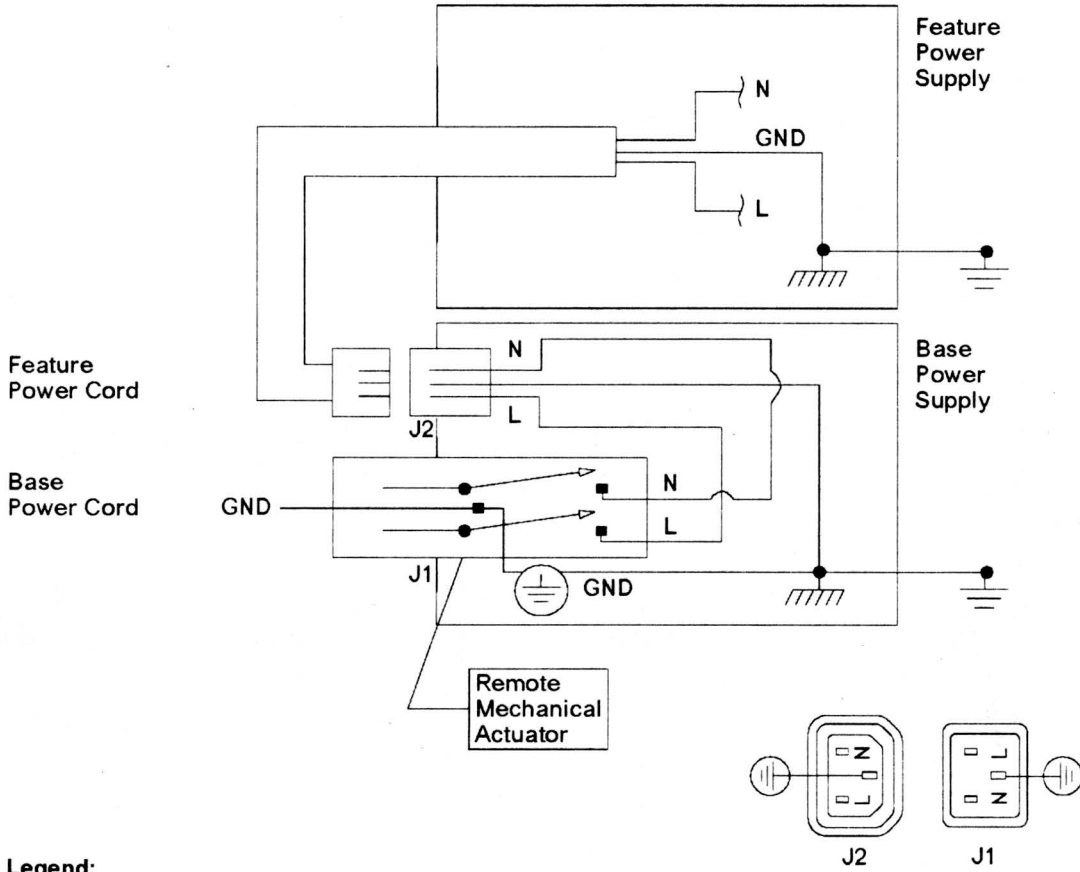 Feature
Power
Supply
N
GND
L
Feature
Power Cord
N
L
J2
Base
Power
Supply
Base
Power Cord
GND
N
L
J1
GND
Remote
Mechanical
Actuator
N
L
L
N
J2
J1
Legend: